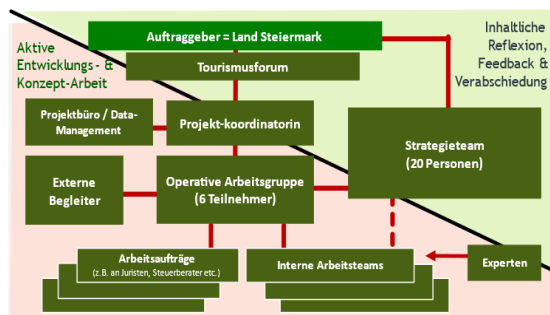 Auftraggeber = Land Steiermark
Tourismusforum
Aktive
Entwicklungs - &
Konzept-Arbeit
Inhaltliche
Reflexion,
Feedback &
Verabschiedung
Projektbüro / Data-
Management
Projekt-koordinatorin
Strategieteam
(20 Personen)
Externe
Begleiter
Operative Arbeitsgruppe
(6 Teilnehmer)
Arbeitsaufträge
(z.B. an Juristen, Steuerberater etc.)
Interne Arbeitsteams
Experten